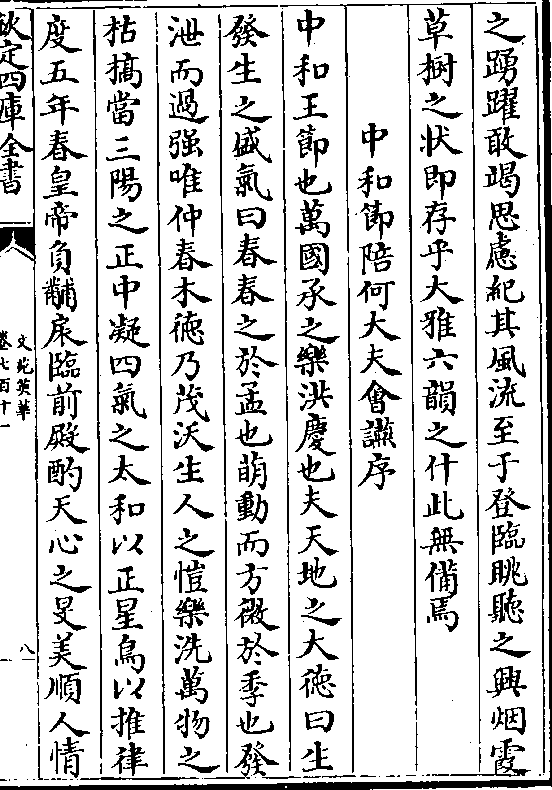 之踴躍敢竭思慮紀其風流至于登臨眺聽之興烟霞
草樹之状即存乎大雅六韻之什此無備焉
中和節陪何大夫會讌序
中和王節也萬國承之樂洪慶也夫天地之大徳曰生
發生之盛氣曰春春之於孟也萌動而方微於季也發
泄而過强唯仲春木徳乃茂沃生人之愷樂洗萬物之
枯槁當三陽之正中凝四氣之太和以正星鳥以推律
度五年春皇帝負黼扆臨前殿酌天心之旻美順人情
欽定四庫全書
文苑英華
卷七百十一
八